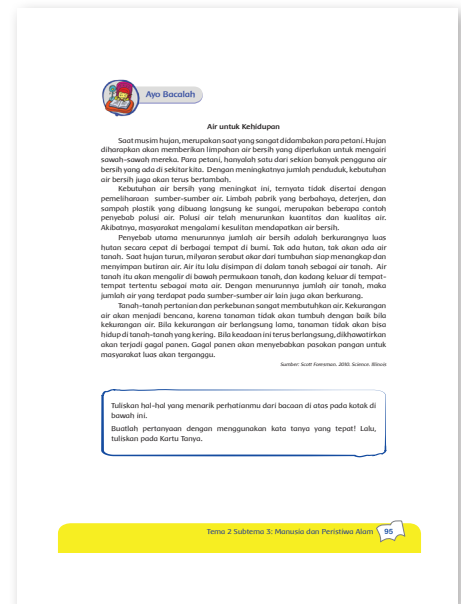 Ayo Bacalah
Air untuk Kehidupan
Saat musim hujan, merupakan saat yang sangat didambakan para petani. Hujan
diharapkan akan memberikan limpahan air bersih yang diperlukan untuk mengairi
sawah-sawah mereka. Para petani, hanyalah satu dari sekian banyak pengguna air
bersih yang ada di sekitar kita. Dengan meningkatnya jumlah penduduk, kebutuhan
air bersih juga akan terus bertambah.
Kebutuhan air bersih yang meningkat ini, ternyata tidak disertai dengan
pemeliharaan sumber-sumber air. Limbah pabrik yang berbahaya, deterjen, dan
sampah plastik yang dibuang langsung ke sungai, merupakan beberapa contoh
penyebab polusi air. Polusi air telah menurunkan kuantitas dan kualitas air.
Akibatnya, masyarakat mengalami kesulitan mendapatkan air bersih.
Penyebab utama menurunnya jumlah air bersih adalah berkurangnya luas
hutan secara cepat di berbagai tempat di bumi. Tak ada hutan, tak akan ada air
tanah. Saat hujan turun, milyaran serabut akar dari tumbuhan siap menangkap dan
menyimpan butiran air. Air itu lalu disimpan di dalam tanah sebagai air tanah. Air
tanah itu akan mengalir di bawah permukaan tanah, dan kadang keluar di tempat-
tempat tertentu sebagai mata air. Dengan menurunnya jumlah air tanah, maka
jumlah air yang terdapat pada sumber-sumber air lain juga akan berkurang.
Tanah-tanah pertanian dan perkebunan sangat membutuhkan air. Kekurangan
air akan menjadi bencana, karena tanaman tidak akan tumbuh dengan baik bila
kekurangan air. Bila kekurangan air berlangsung lama, tanaman tidak akan bisa
hidup di tanah-tanah yang kering. Bila keadaan ini terus berlangsung, dikhawatirkan
akan terjadi gagal panen. Gagal panen akan menyebabkan pasokan pangan untuk
masyarakat luas akan terganggu.
Sumber: Scott Foresman. 2010. Science. Illinois
Tuliskan hal-hal yang menarik perhatianmu dari bacaan di atas pada kotak di
bawah ini.
Buatlah pertanyaan dengan menggunakan kata tanya yang tepat! Lalu,
tuliskan pada Kartu Tanya.
Tema 2 Subtema 3: Manusia dan Peristiwa Alam
95